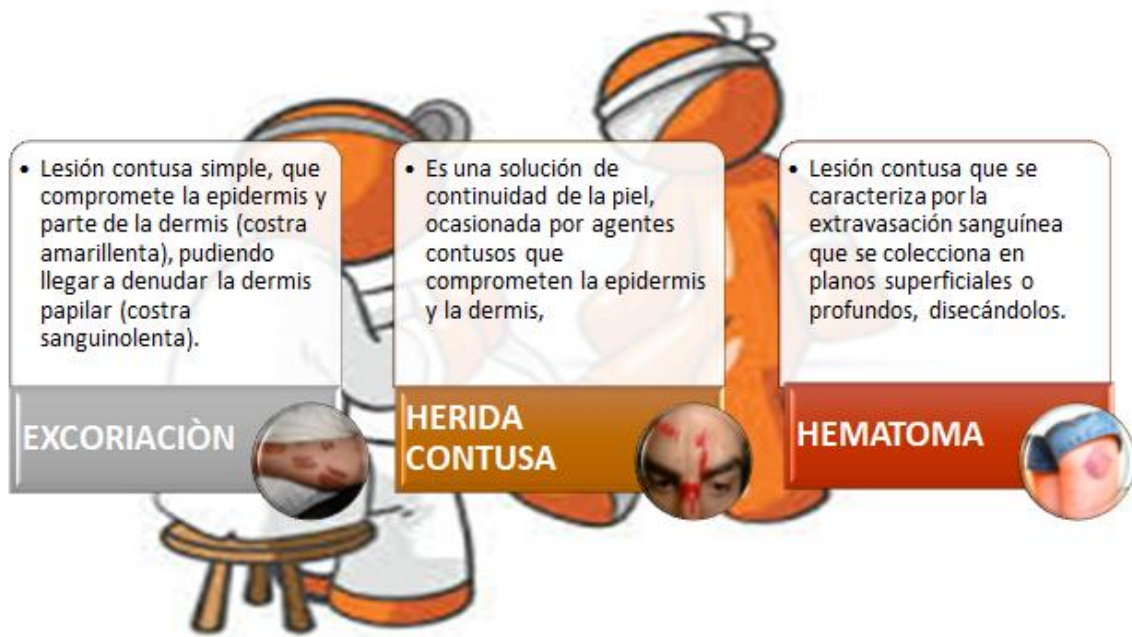 • Lesión contusa simple, que
compromete la epidermis y
parte de la dermis (costra
amarillenta), pudiendo
llegar a denudar la dermis
papilar (costra
sanguinolenta).
EXCORIACIÒN
• Es una solución de
continuidad de la piel,
ocasionada por agentes
contusos que
comprometen la epidermis
y la dermis,
HERIDA
CONTUSA
• Lesión contusa que se
caracteriza por la
extravasación sanguínea
que se colecciona en
planos superficiales o
profundos, disecándolos.
HEMATOMA